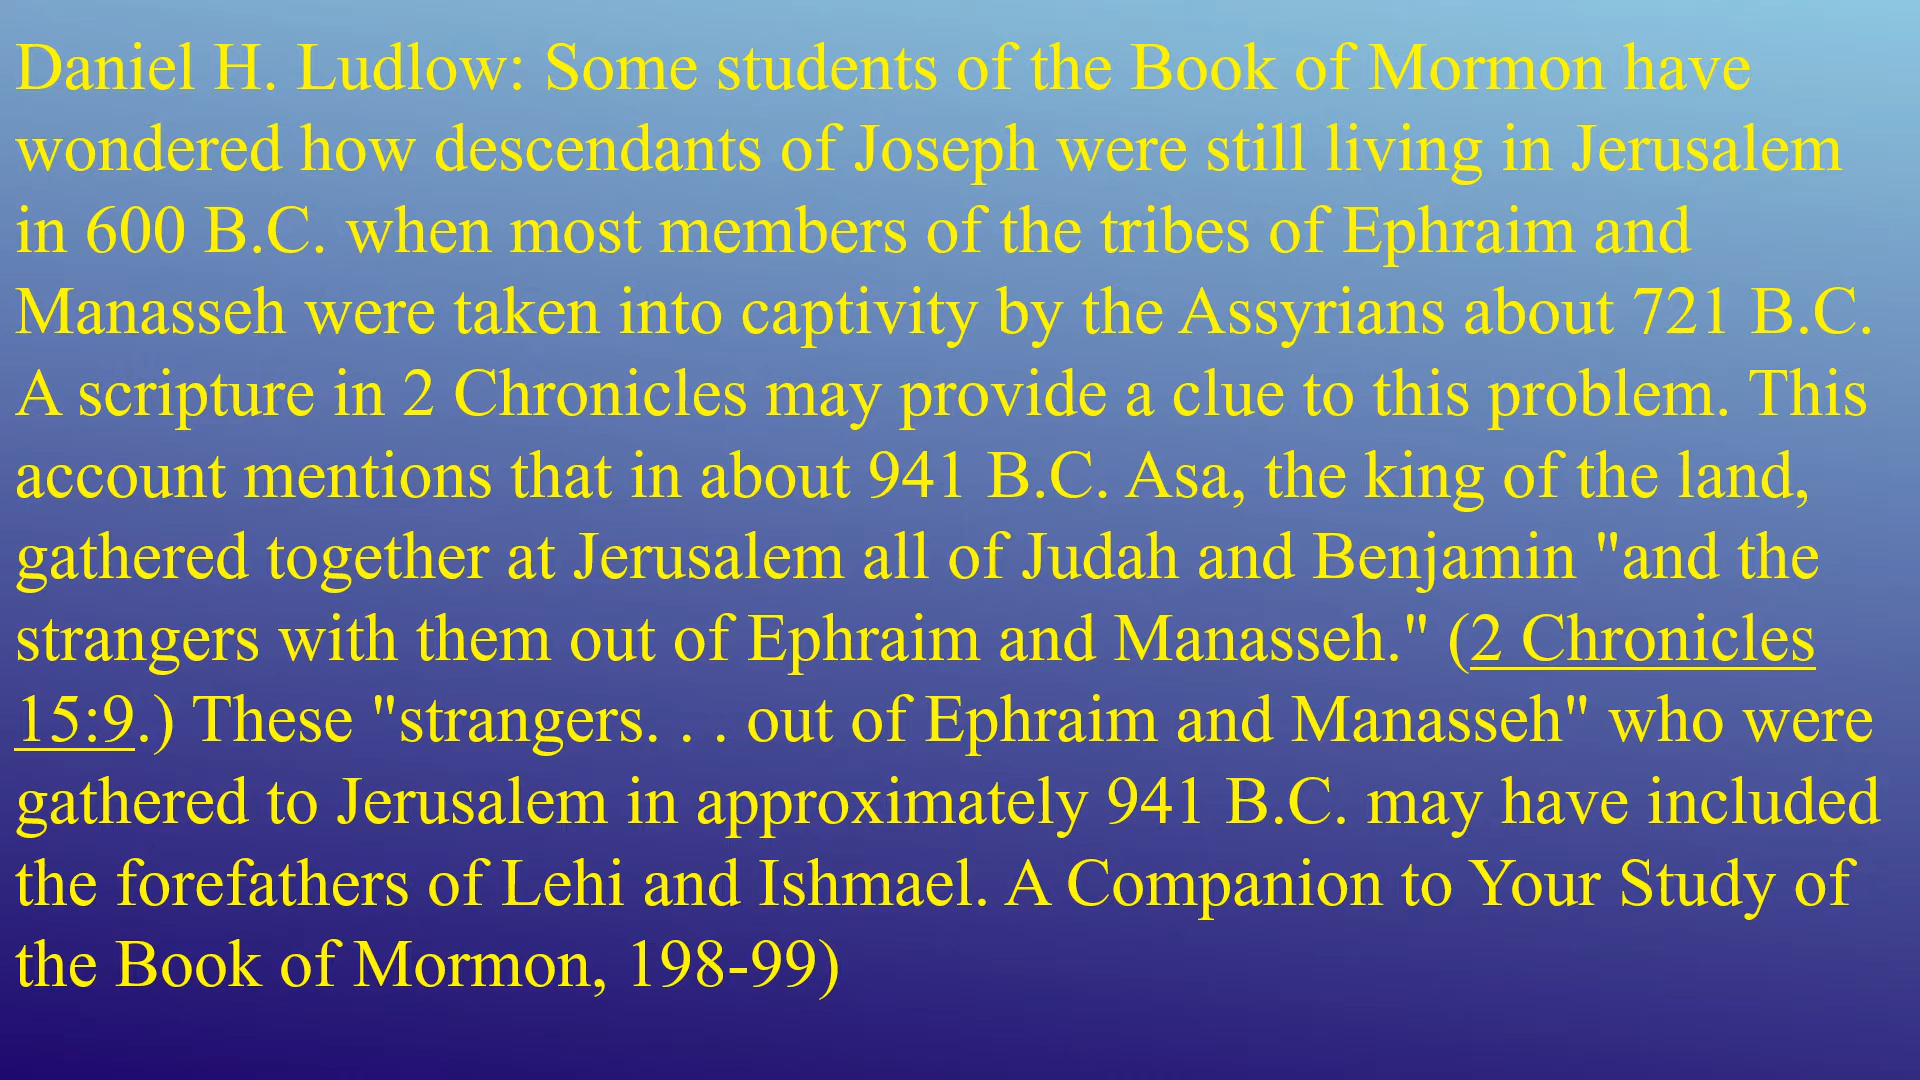 Daniel H. Ludlow: Some students of the Book of Mormon have
wondered how descendants of Joseph were still living in Jerusalem
in 600 B.C. when most members of the tribes of Ephraim and
Manasseh were taken into captivity by the Assyrians about 721 B.C.
A scripture in 2 Chronicles may provide a clue to this problem. This
account mentions that in about 941 B.C. Asa, the king of the land,
gathered together at Jerusalem all of Judah and Benjamin "and the
strangers with them out of Ephraim and Manasseh." (2 Chronicles
15:9.) These "strangers. . . out of Ephraim and Manasseh" who were
gathered to Jerusalem in approximately 941 B.C. may have included
the forefathers of Lehi and Ishmael. A Companion to Your Study of
the Book of Mormon, 198-99)